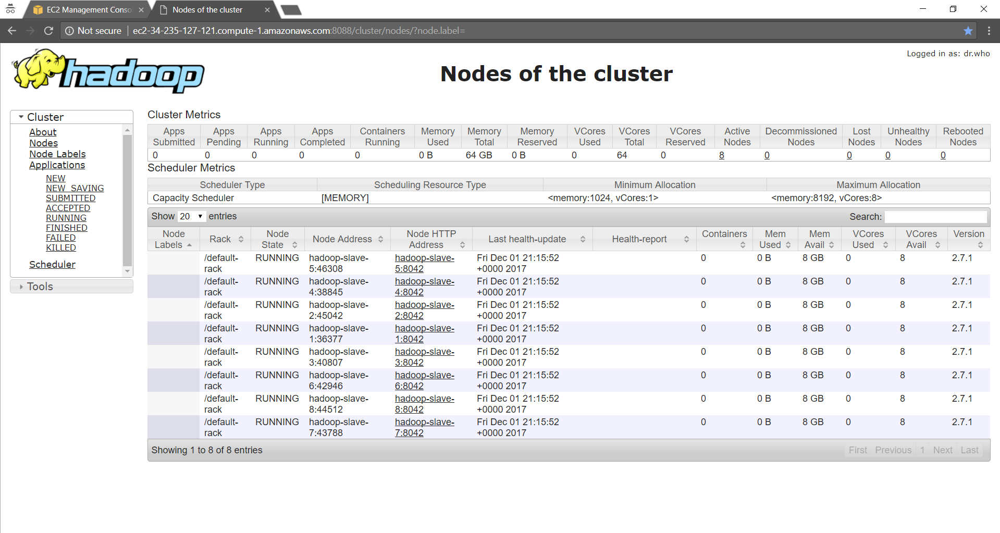 EC2 Management Conso
Nodes of the cluster
Not secure
ec2-34-235-127-121.compute-1.amazonaws.com:8088/cluster/nodes/?node.label=
hadoop
Logged in as: dr.who
Nodes of the cluster
Cluster
About
Nodes
Node Labels
Applications
NEW
NEW_SAVING
SUBMITTED
ACCEPTED
RUNNING
FINISHED
FAILED
KILLED
Scheduler
Tools
Cluster Metrics
Apps Apps Apps Apps Containers Memory Memory Memory VCores VCores VCores Active Decommissioned Lost Unhealthy Rebooted
Submitted Pending Running Completed Running Used Total Reserved Used Total Reserved Nodes Nodes Nodes Nodes Nodes
0 0 0 0 0 0 B 64 GB 0 B 0 64 0 8 0 0 0 0
Scheduler Metrics
Scheduler Type Scheduling Resource Type Minimum Allocation Maximum Allocation
Capacity Scheduler [MEMORY] <memory:1024, vCores:1> <memory:8192, vCores:8>
Show 20 entries Search:
Node Node Node HTTP Containers Mem Mem VCores VCores Version
Labels Rack State Node Address Address Last health-update Health-report Used Avail Used Avail
/default- RUNNING hadoop-slave- hadoop-slave- Fri Dec 01 21:15:52 0 0 B 8 GB 0 8 2.7.1
rack 5:46308 5:8042 +0000 2017
/default- RUNNING hadoop-slave- hadoop-slave- Fri Dec 01 21:15:52 0 0 B 8 GB 0 8 2.7.1
rack 4:38845 4:8042 +0000 2017
/default- RUNNING hadoop-slave- hadoop-slave- Fri Dec 01 21:15:52 0 0 B 8 GB 0 8 2.7.1
rack 2:45042 2:8042 +0000 2017
/default- RUNNING hadoop-slave- hadoop-slave- Fri Dec 01 21:15:52 0 0 B 8 GB 0 8 2.7.1
rack 1:36377 1:8042 +0000 2017
/default- RUNNING hadoop-slave- hadoop-slave- Fri Dec 01 21:15:52 0 0 B 8 GB 0 8 2.7.1
rack 3:40807 3:8042 +0000 2017
/default- RUNNING hadoop-slave- hadoop-slave- Fri Dec 01 21:15:52 0 0 B 8 GB 0 8 2.7.1
rack 6:42946 6:8042 +0000 2017
/default- RUNNING hadoop-slave- hadoop-slave- Fri Dec 01 21:15:52 0 0 B 8 GB 0 8 2.7.1
rack 8:44512 8:8042 +0000 2017
/default- RUNNING hadoop-slave- hadoop-slave- Fri Dec 01 21:15:52 0 0 B 8 GB 0 8 2.7.1
rack 7:43788 7:8042 +0000 2017
Showing 1 to 8 of 8 entries First Previous 1 Next Last